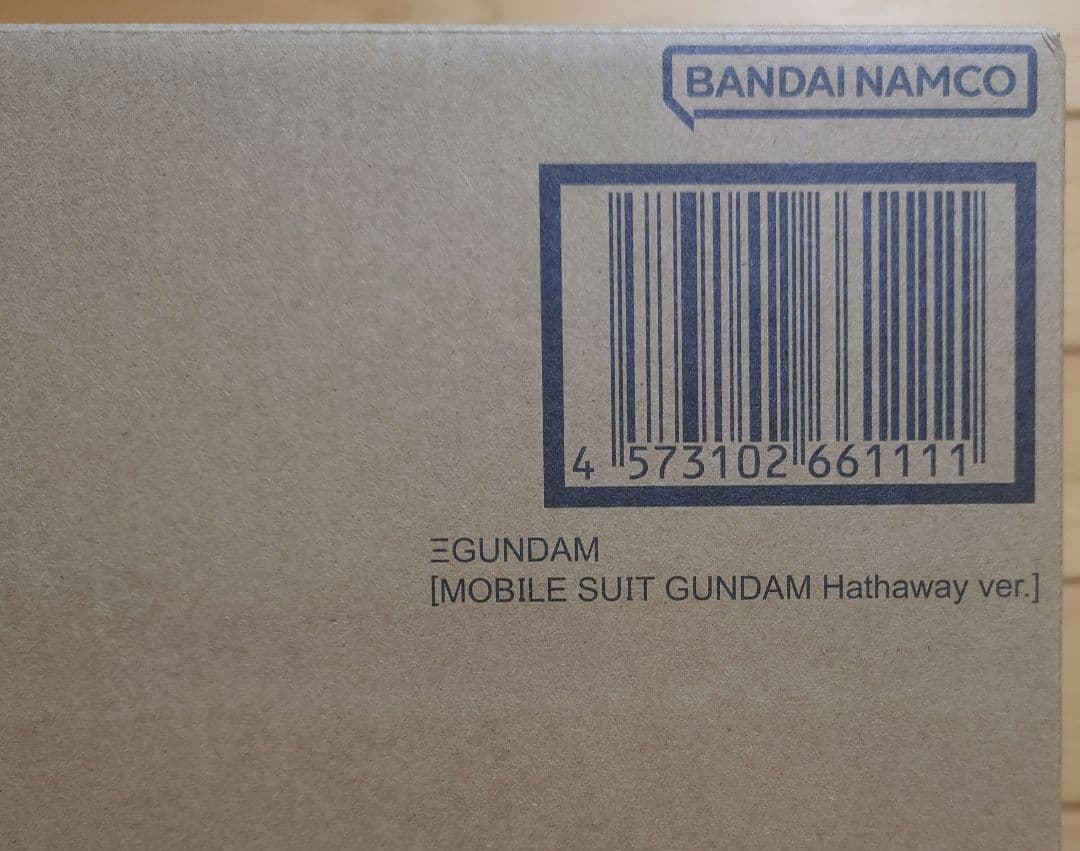 BANDAI NAMCO
4 573102 661111
ΞGUNDAM
[MOBILE SUIT GUNDAM Hathaway ver.]